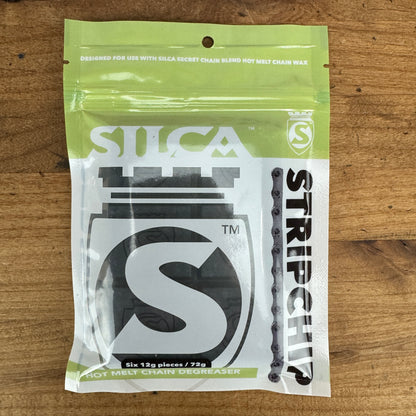 DESIGNED FOR USE WITH SILCA SECRET CHAIN BLEND HOT MELT CHAIN WAX
SILCA™
S
STRIPCHIP
TM
S
Six 12g pieces / 72g
HOT MELT CHAIN DEGREASER